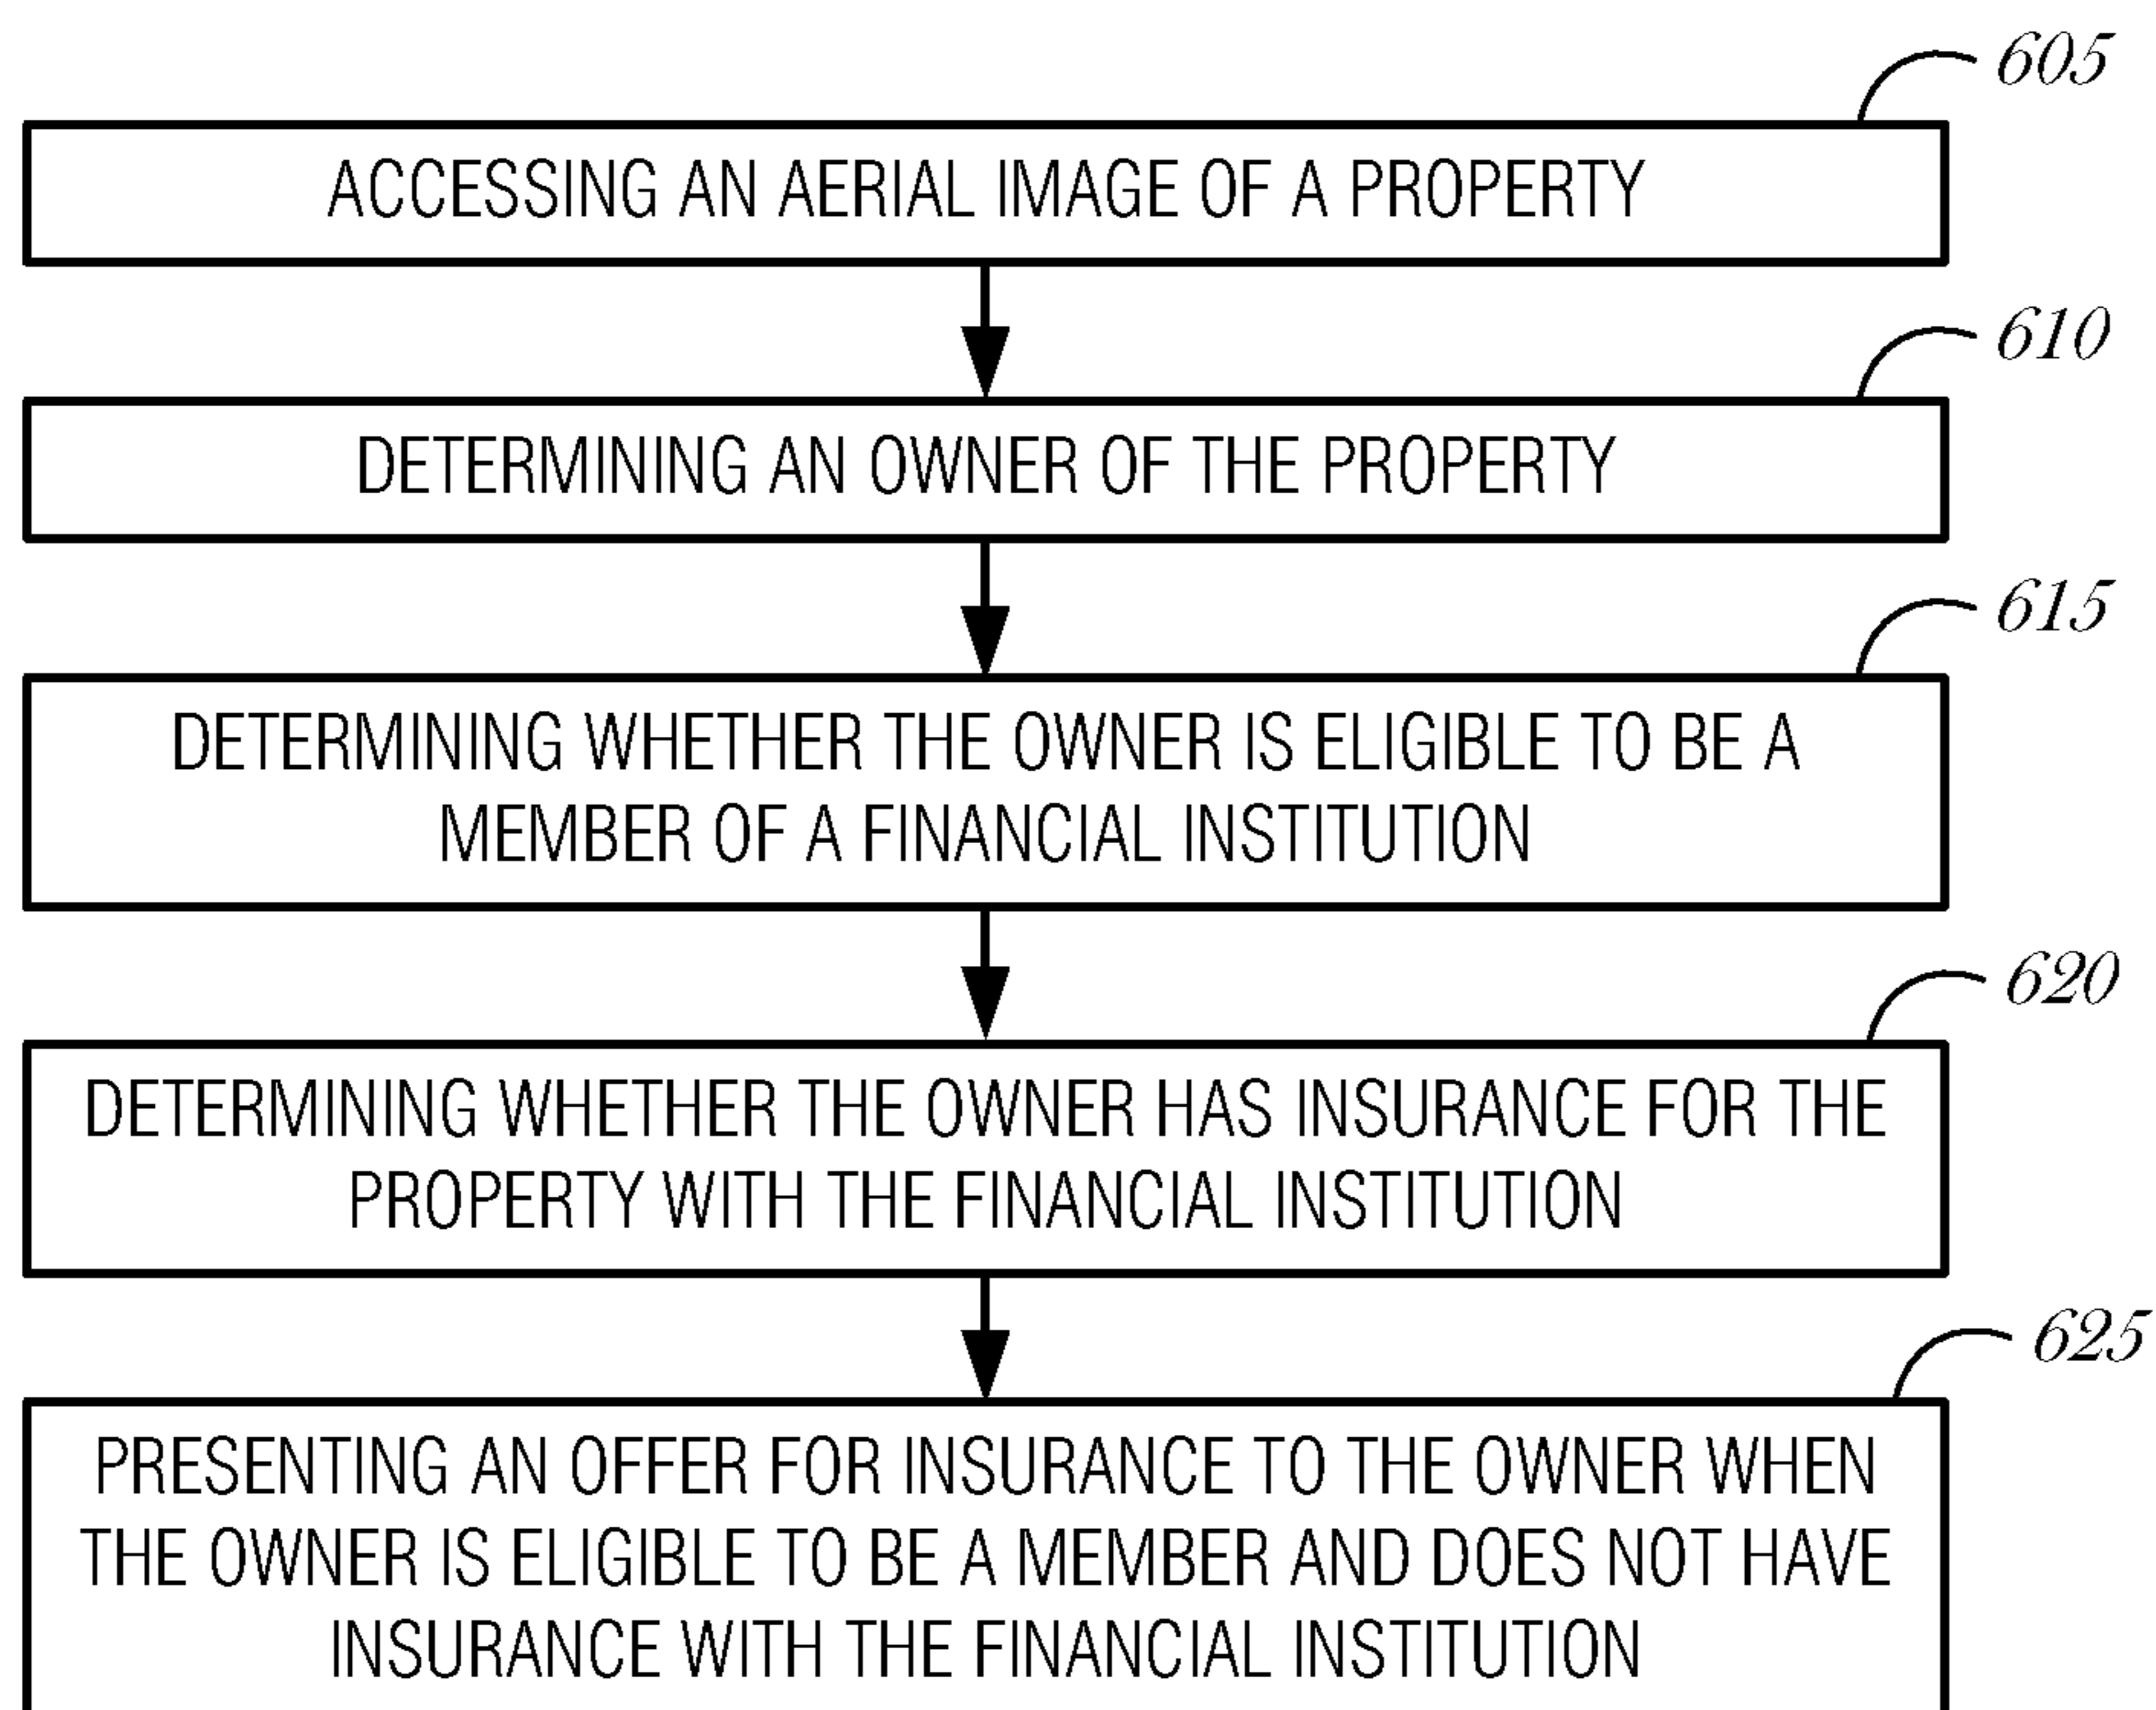 605
ACCESSING AN AERIAL IMAGE OF A PROPERTY
610
DETERMINING AN OWNER OF THE PROPERTY
615
DETERMINING WHETHER THE OWNER IS ELIGIBLE TO BE A
MEMBER OF A FINANCIAL INSTITUTION
620
DETERMINING WHETHER THE OWNER HAS INSURANCE FOR THE
PROPERTY WITH THE FINANCIAL INSTITUTION
625
PRESENTING AN OFFER FOR INSURANCE TO THE OWNER WHEN
THE OWNER IS ELIGIBLE TO BE A MEMBER AND DOES NOT HAVE
INSURANCE WITH THE FINANCIAL INSTITUTION